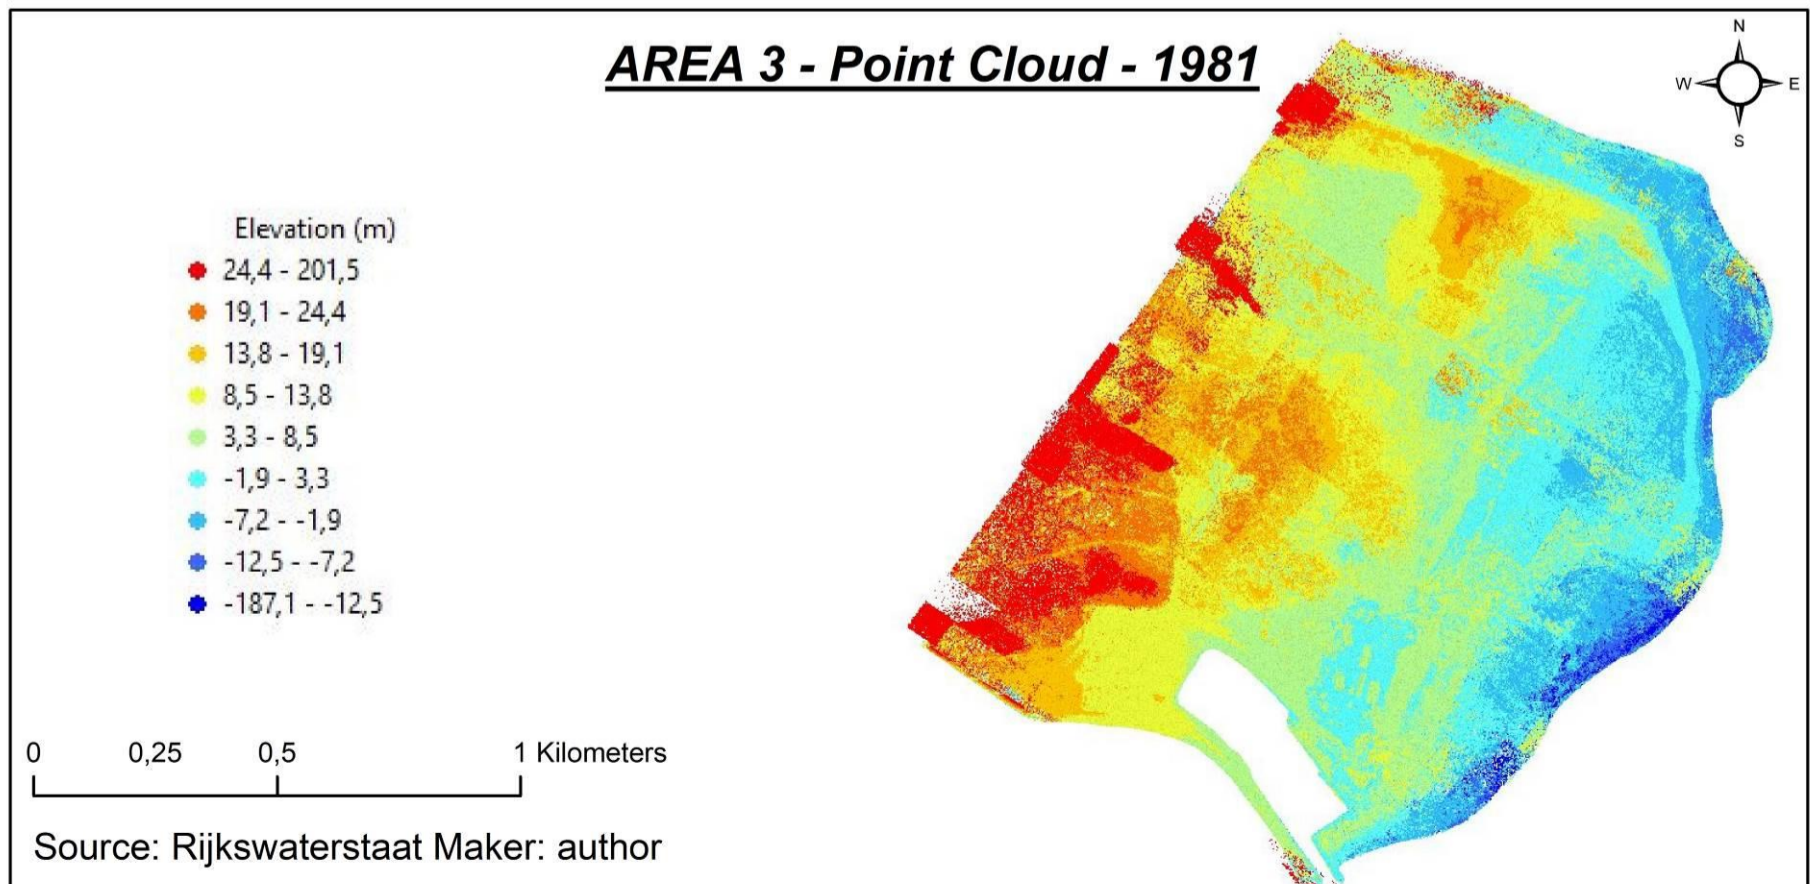 AREA 3 - Point Cloud - 1981
N
W E
S
Elevation (m)
24,4 - 201,5
19,1 - 24,4
13,8 - 19,1
8,5 - 13,8
3,3 - 8,5
-1,9 - 3,3
-7,2 - -1,9
-12,5 - -7,2
-187,1 - -12,5
0 0,25 0,5 1 Kilometers
Source: Rijkswaterstaat Maker: author